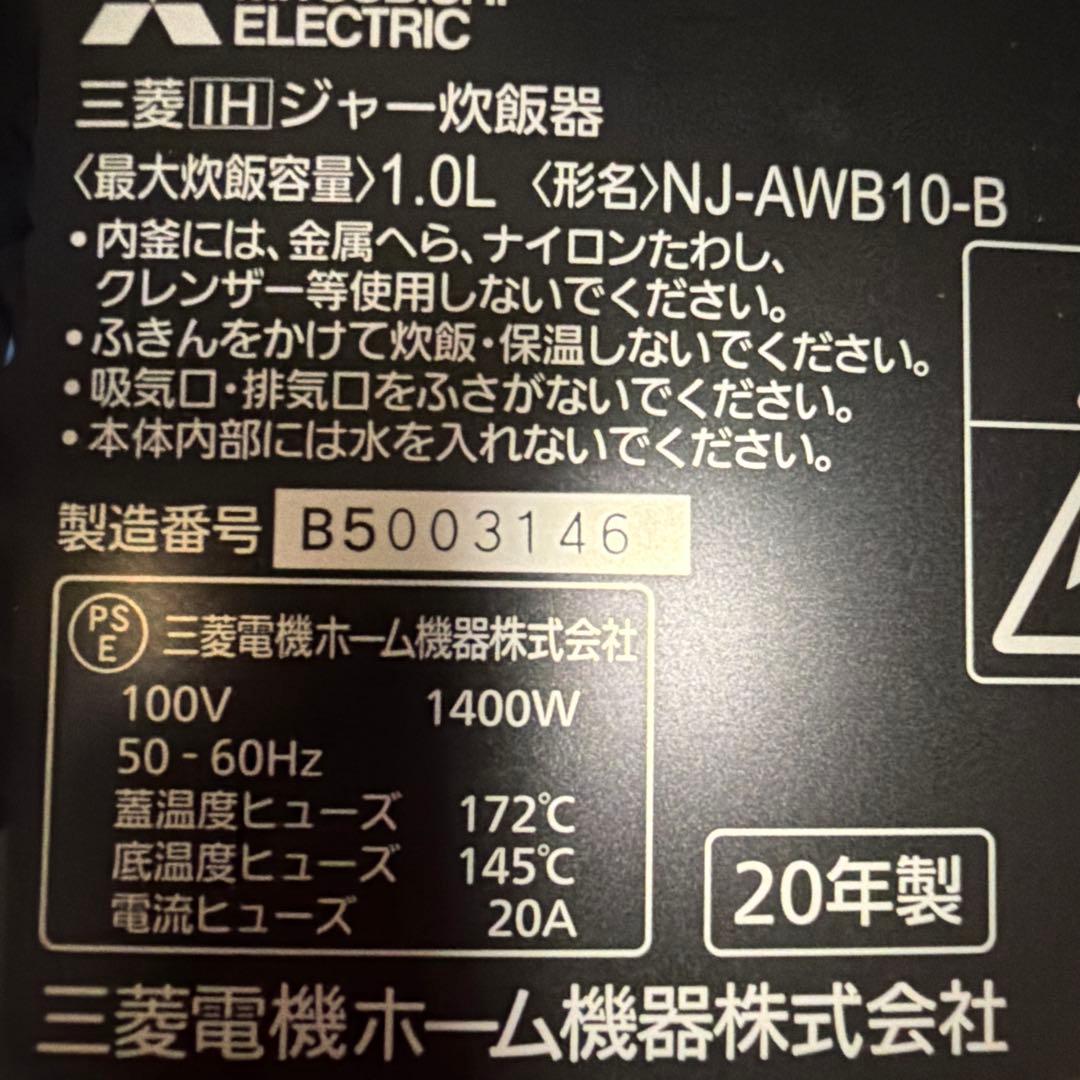 MITSUBISHI
ELECTRIC
三菱IHジャー炊飯器
〈最大炊飯容量〉1.0L 〈形名〉NJ-AWB10-B
•内釜には、金属へら、ナイロンたわし、
クレンザー等使用しないでください。
•ふきんをかけて炊飯・保温しないでください。
•吸気口・排気口をふさがないでください。
•本体内部には水を入れないでください。
製造番号 B5003146
PS
E 三菱電機ホーム機器株式会社
100V 1400W
50-60Hz
蓋温度ヒューズ 172℃
底温度ヒューズ 145℃
電流ヒューズ 20A
20年製
三菱電機ホーム機器株式会社